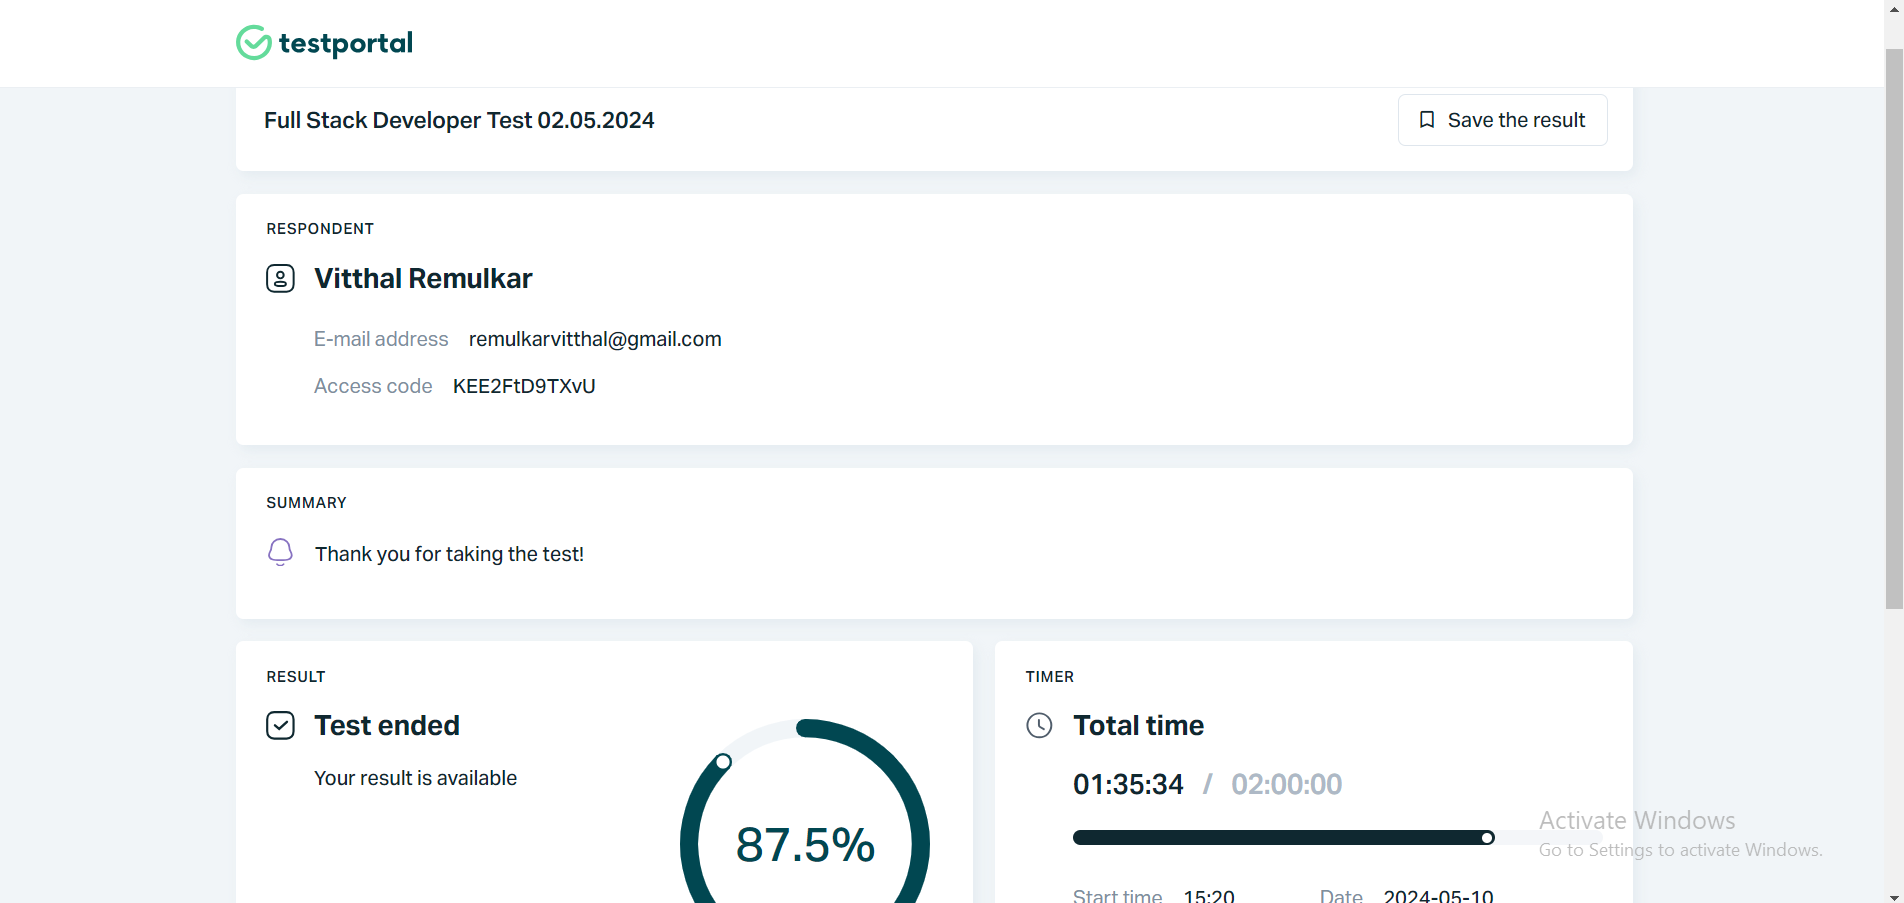 testportal
Full Stack Developer Test 02.05.2024
Save the result
RESPONDENT
Vitthal Remulkar
E-mail address remulkarvitthal@gmail.com
Access code KEE2FtD9TXvU
SUMMARY
Thank you for taking the test!
RESULT
Test ended
Your result is available
87.5%
TIMER
Total time
01:35:34 / 02:00:00
Start time 15:20 Date 2024-05-10
Activate Windows
Go to Settings to activate Windows.